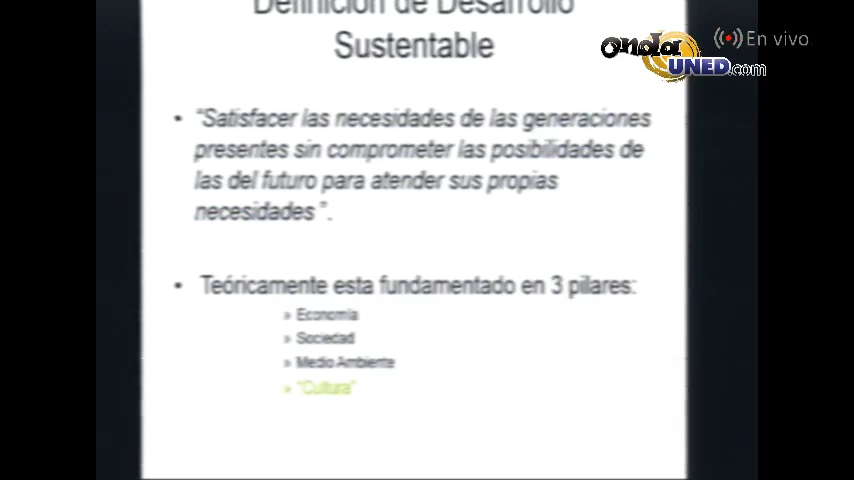 Definición de Desarrollo
Sustentable
onda
UNED.com
En vivo
• "Satisfacer las necesidades de las generaciones
presentes sin comprometer las posibilidades de
las del futuro para atender sus propias
necesidades ".
• Teóricamente esta fundamentado en 3 pilares:
» Economía
» Sociedad
» Medio Ambiente
» "Cultura"